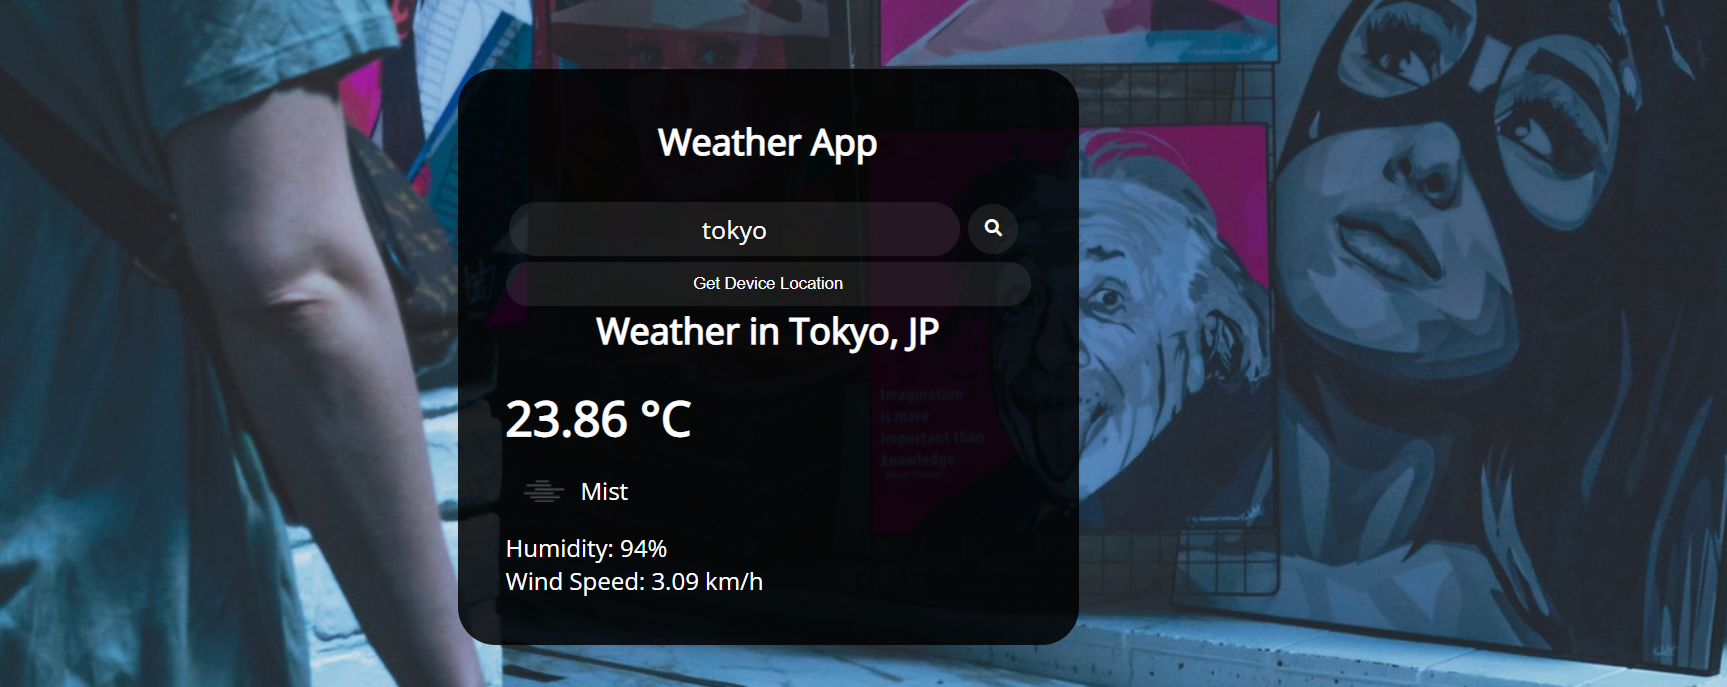 Weather App
tokyo
Get Device Location
Weather in Tokyo, JP
23.86 °C
Mist
Humidity: 94%
Wind Speed: 3.09 km/h
Imagination
is more
important than
knowledge.